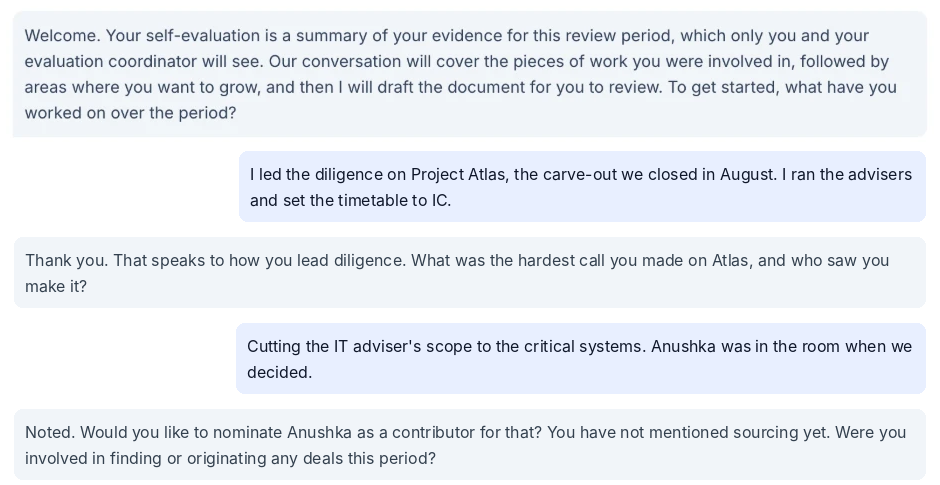 Welcome. Your self-evaluation is a summary of your evidence for this review period, which only you and your
evaluation coordinator will see. Our conversation will cover the pieces of work you were involved in, followed by
areas where you want to grow, and then I will draft the document for you to review. To get started, what have you
worked on over the period?
I led the diligence on Project Atlas, the carve-out we closed in August. I ran the advisers
and set the timetable to IC.
Thank you. That speaks to how you lead diligence. What was the hardest call you made on Atlas, and who saw you
make it?
Cutting the IT adviser's scope to the critical systems. Anushka was in the room when we
decided.
Noted. Would you like to nominate Anushka as a contributor for that? You have not mentioned sourcing yet. Were you
involved in finding or originating any deals this period?